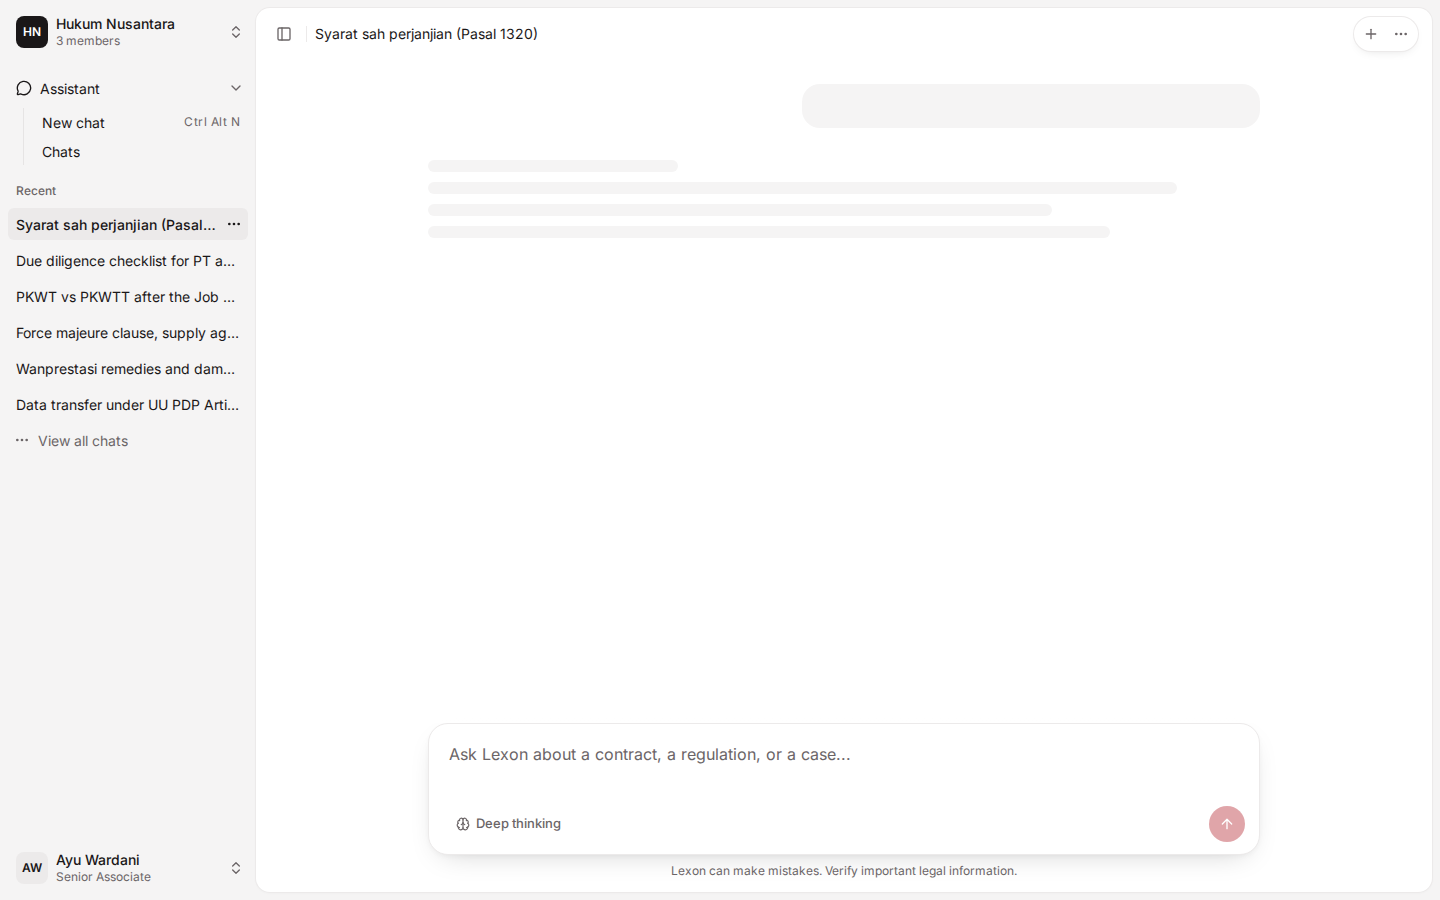 HN
Hukum Nusantara
3 members
Assistant
New chat Ctrl Alt N
Chats
Recent
Syarat sah perjanjian (Pasal...
Due diligence checklist for PT a...
PKWT vs PKWTT after the Job ...
Force majeure clause, supply ag...
Wanprestasi remedies and dam...
Data transfer under UU PDP Arti...
View all chats
AW
Ayu Wardani
Senior Associate
Syarat sah perjanjian (Pasal 1320)
Ask Lexon about a contract, a regulation, or a case...
Deep thinking
Lexon can make mistakes. Verify important legal information.